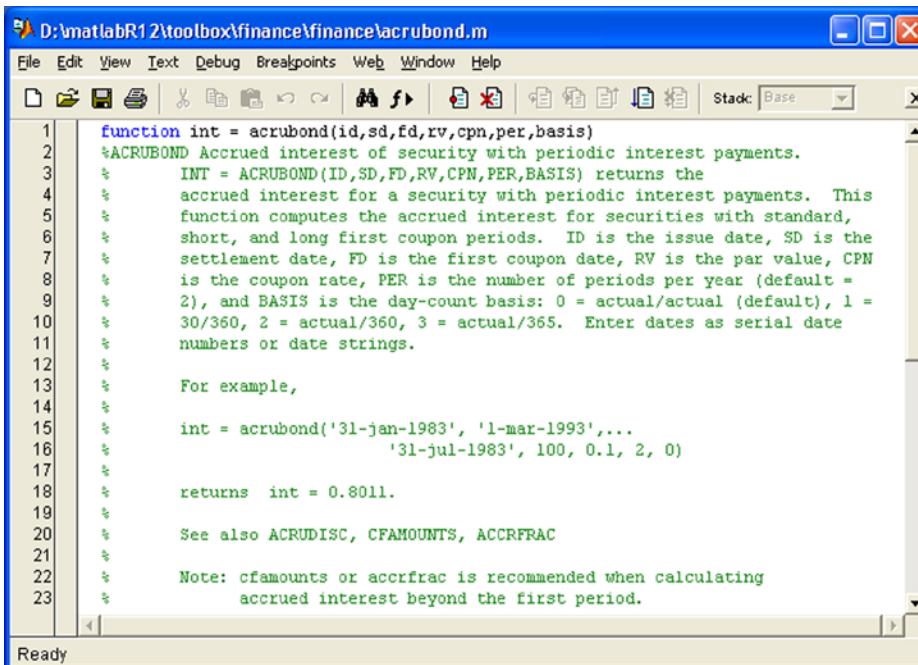 D:\matlabR12\toolbox\finance\finance\acrubond.m
File Edit View Text Debug Breakpoints Web Window Help
Stack: Base
1 function int = acrubond(id,sd,fd,rv,cpn,per,basis)
2 %ACRUBOND Accrued interest of security with periodic interest payments.
3 % INT = ACRUBOND(ID,SD,FD,RV,CPN,PER,BASIS) returns the
4 % accrued interest for a security with periodic interest payments. This
5 % function computes the accrued interest for securities with standard,
6 % short, and long first coupon periods. ID is the issue date, SD is the
7 % settlement date, FD is the first coupon date, RV is the par value, CPN
8 % is the coupon rate, PER is the number of periods per year (default =
9 % 2), and BASIS is the day-count basis: 0 = actual/actual (default), 1 =
10 % 30/360, 2 = actual/360, 3 = actual/365. Enter dates as serial date
11 % numbers or date strings.
12 %
13 % For example,
14 %
15 % int = acrubond('31-jan-1983', '1-mar-1993',...
16 % '31-jul-1983', 100, 0.1, 2, 0)
17 %
18 % returns int = 0.8011.
19 %
20 % See also ACRUDISC, CFAMOUNTS, ACCRFRAC
21 %
22 % Note: cfamounts or accrfrac is recommended when calculating
23 % accrued interest beyond the first period.
Ready